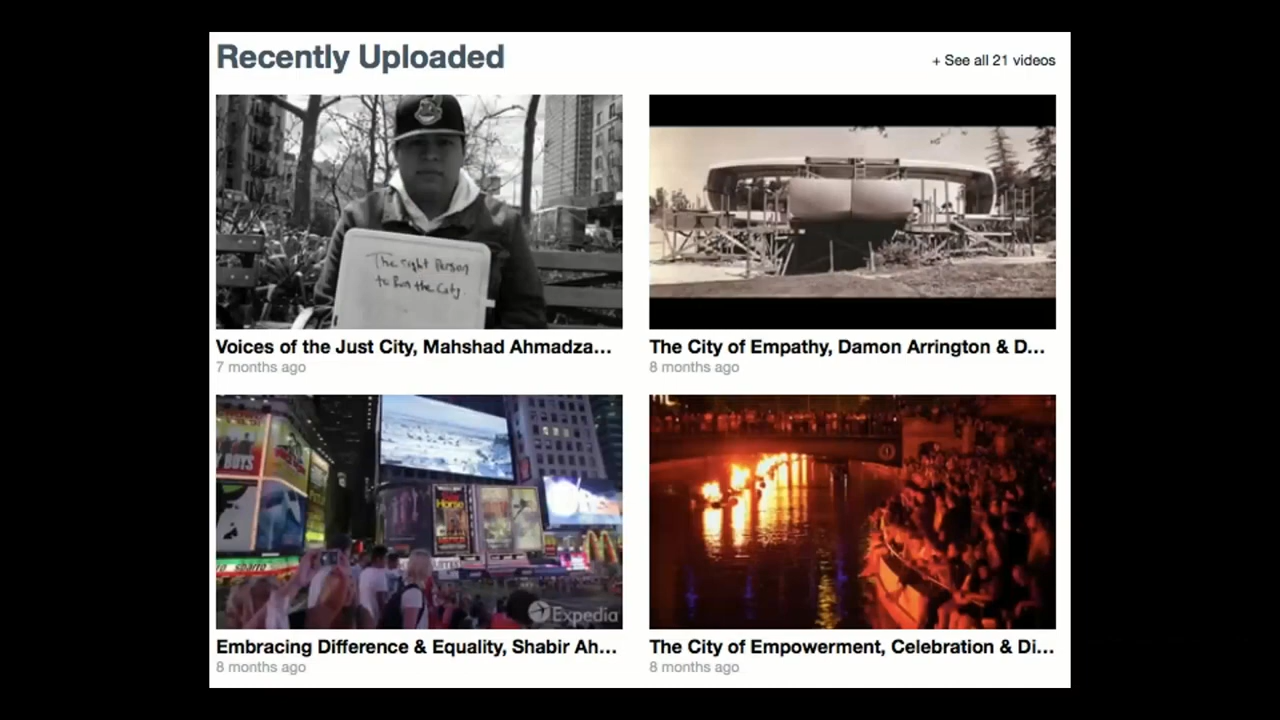 Recently Uploaded
+ See all 21 videos
The right Person
to Run the City.
Voices of the Just City, Mahshad Ahmadza...
7 months ago
The City of Empathy, Damon Arrington & D...
8 months ago
BOYS
sbarro
Expedia
Embracing Difference & Equality, Shabir Ah...
8 months ago
The City of Empowerment, Celebration & Di...
8 months ago